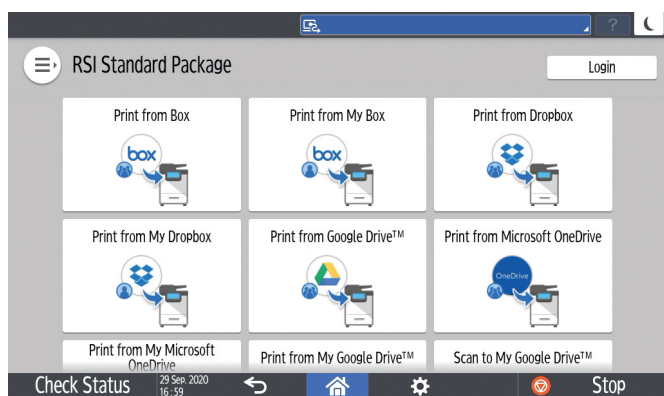 ?
RSI Standard Package
Login
Print from Box
Print from My Box
Print from Dropbox
box
box
Print from My Dropbox
Print from Google Drive™
Print from Microsoft OneDrive
OneDrive
Print from My Microsoft
OneDrive
Print from My Google Drive™
Scan to My Google Drive™
Check Status
29 Sep. 2020
16:59
Stop